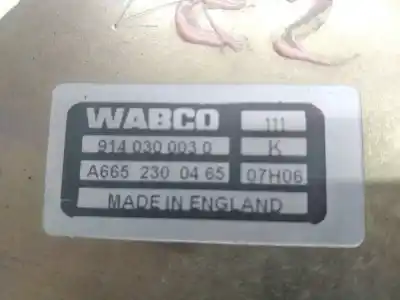 WABCO 111
914 030 003 0 K
A665 230 04 65 07H06
MADE IN ENGLAND